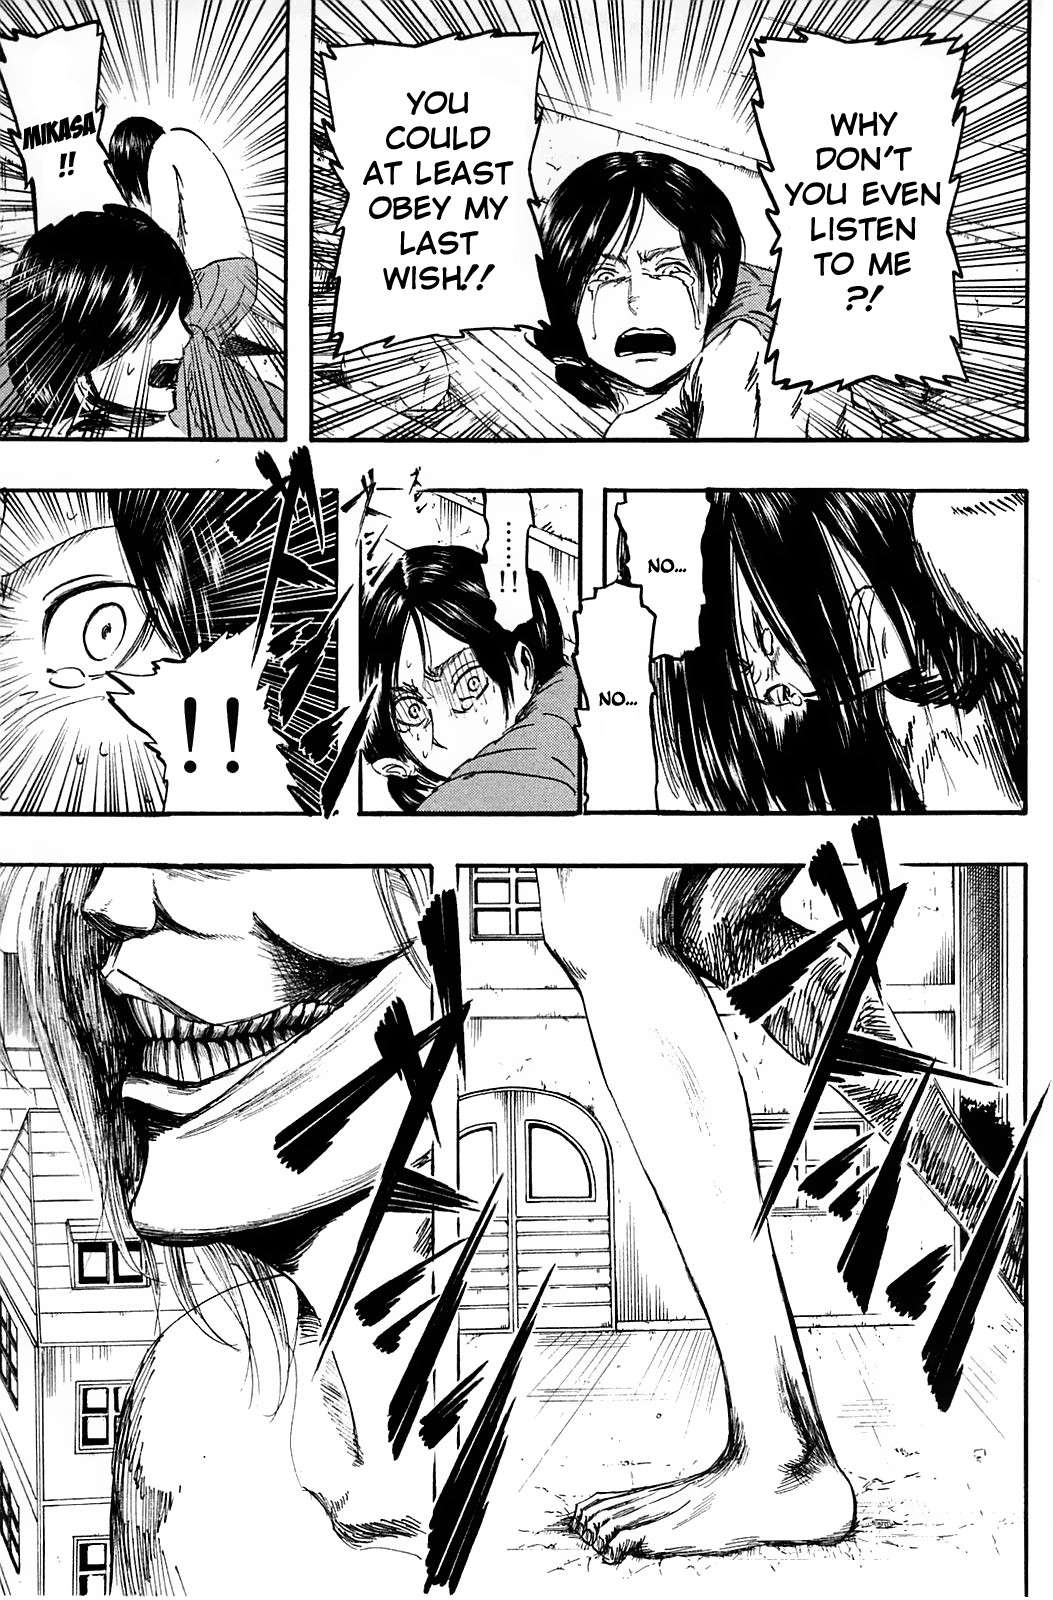 WHY
DON'T
YOU EVEN
LISTEN
TO ME
?!
YOU
COULD
AT LEAST
OBEY MY
LAST
WISH!!
MIKASA
!!
NO...
NO...
......!!
!!